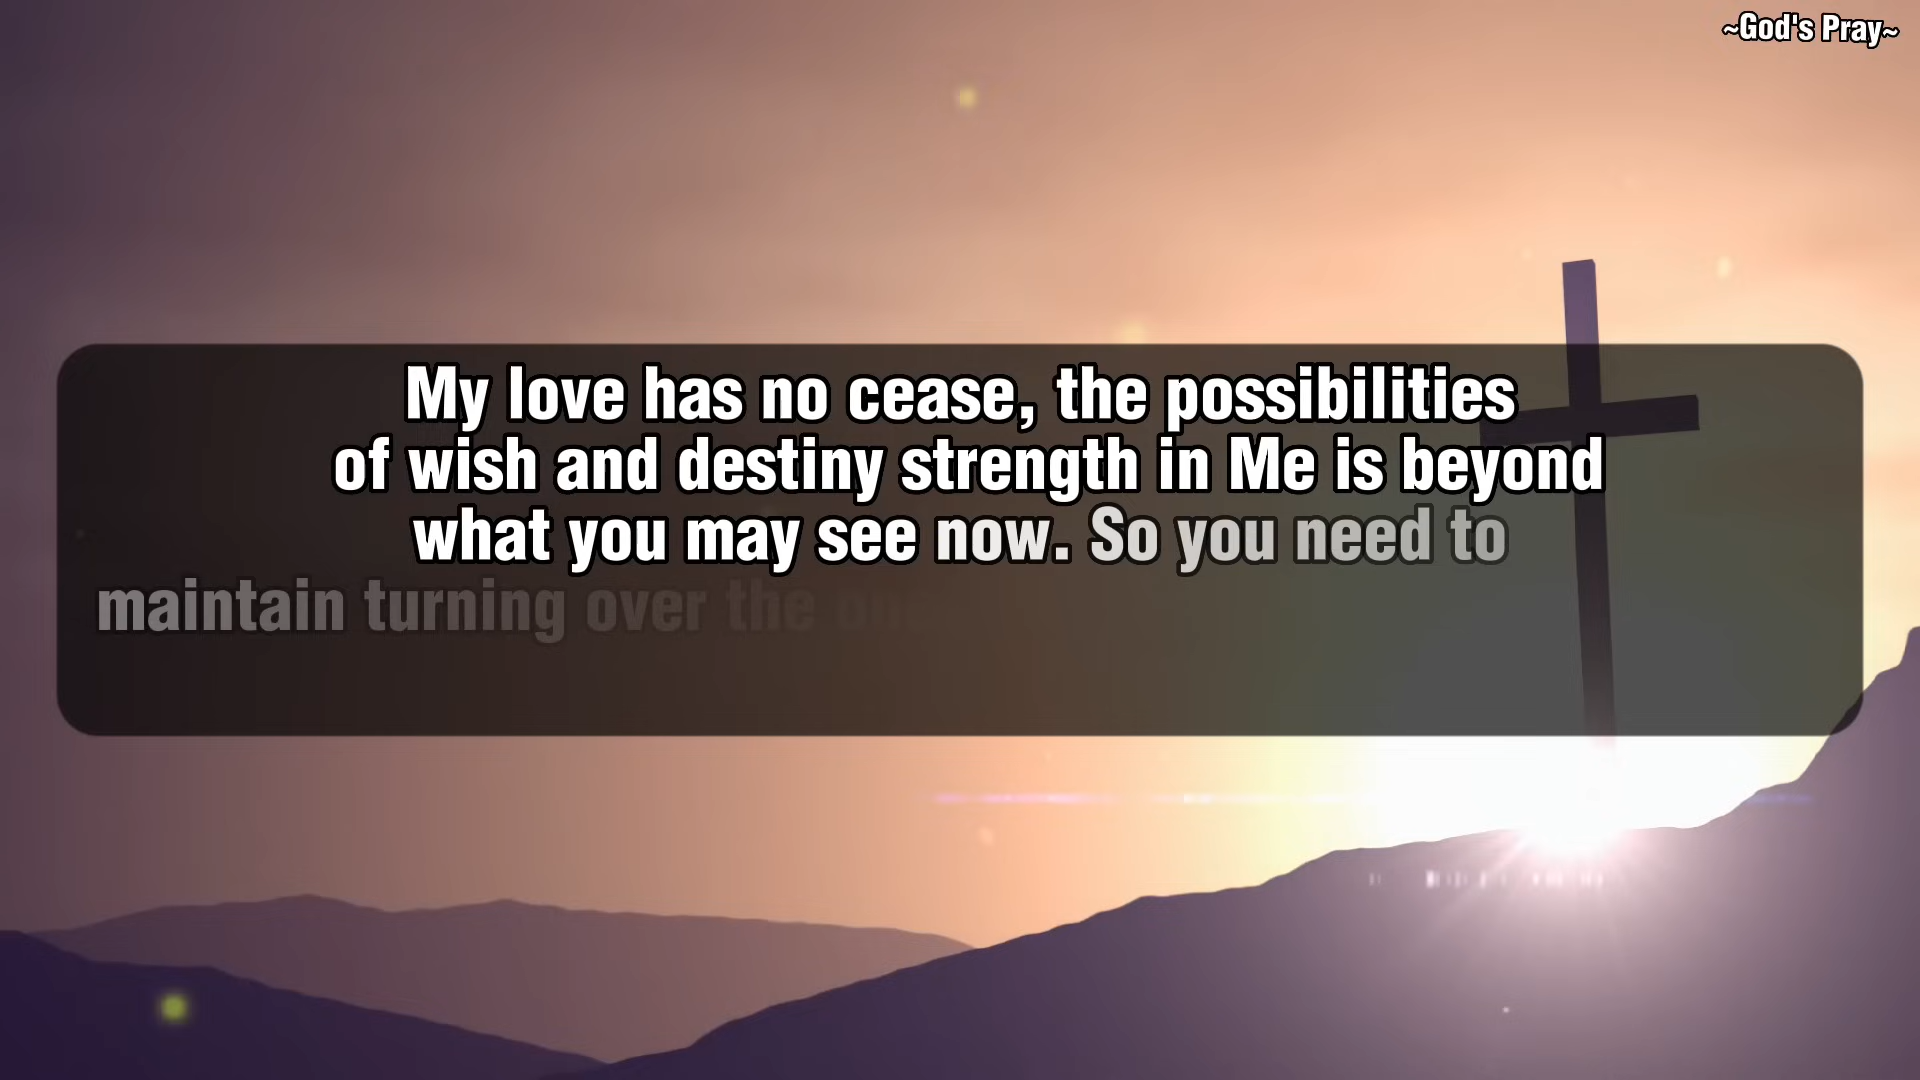 ~God's Pray~
My love has no cease, the possibilities
of wish and destiny strength in Me is beyond
what you may see now. So you need to
maintain turning over the